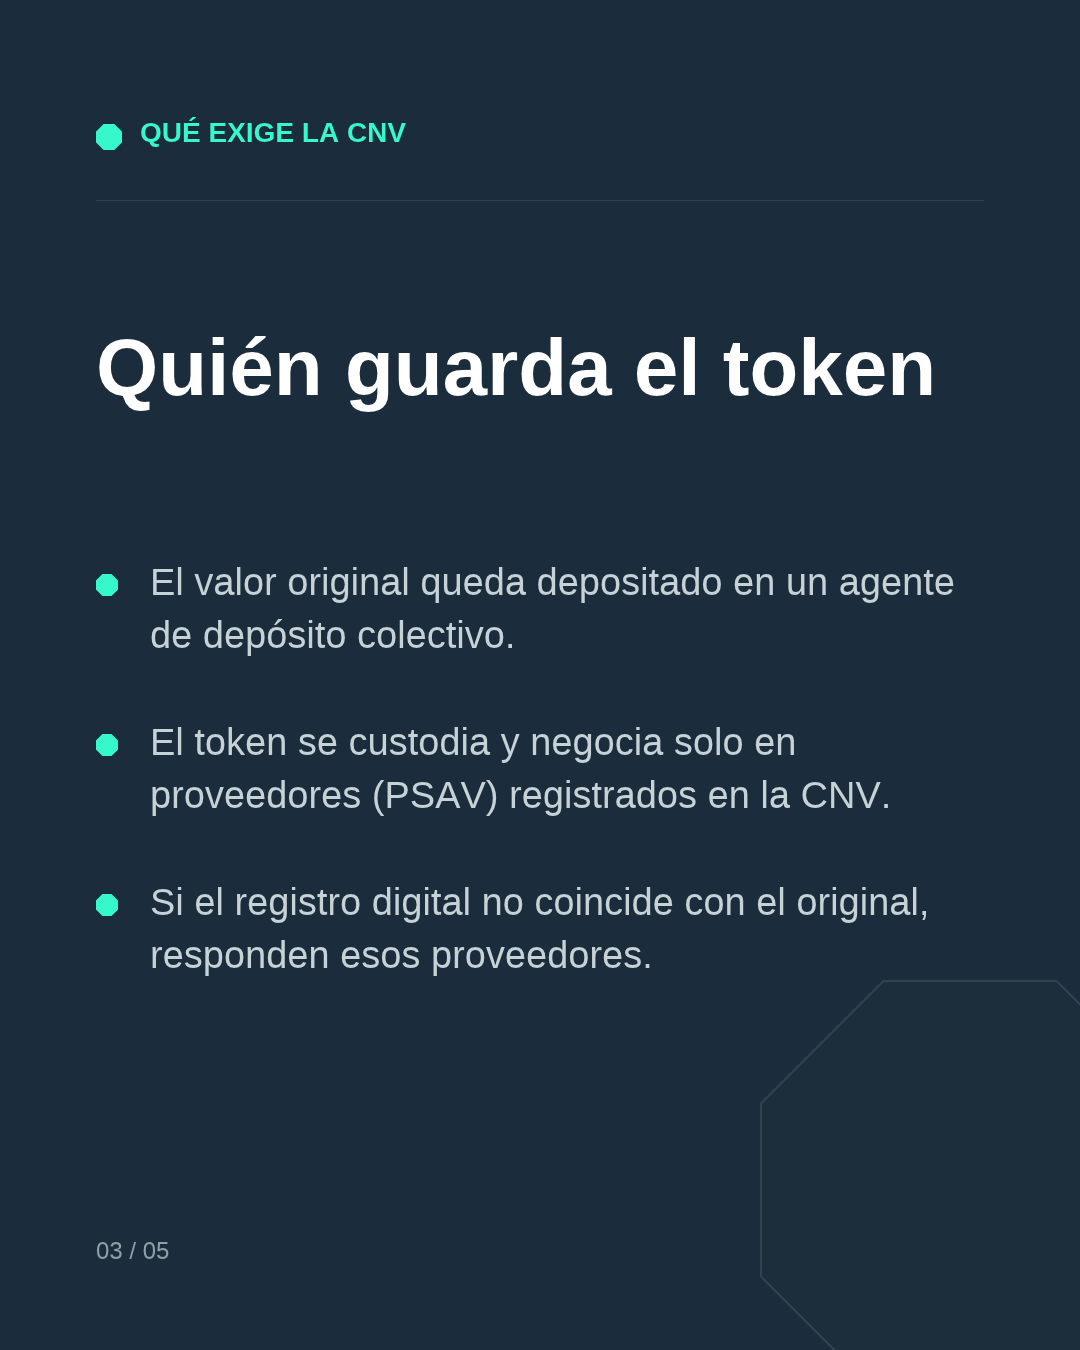 QUÉ EXIGE LA CNV
Quién guarda el token
El valor original queda depositado en un agente
de depósito colectivo.
El token se custodia y negocia solo en
proveedores (PSAV) registrados en la CNV.
Si el registro digital no coincide con el original,
responden esos proveedores.
03 / 05